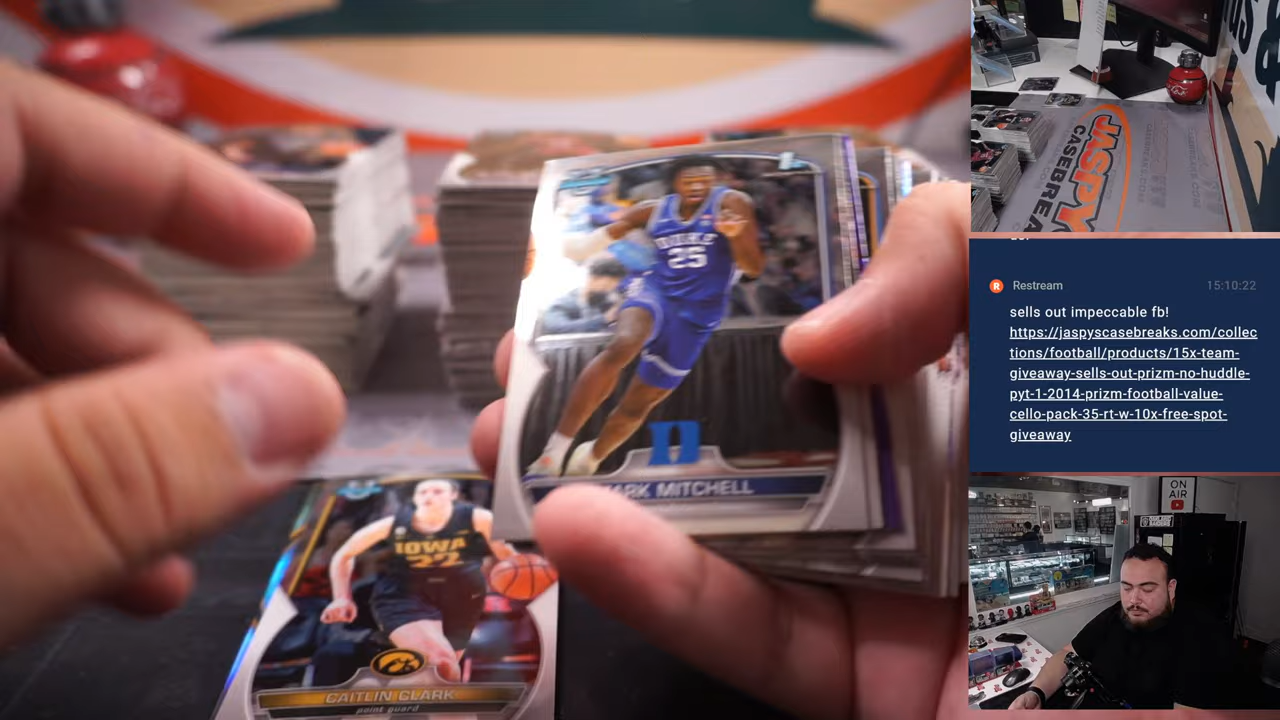 DUKE
25
MARK MITCHELL
IOWA
22
CAITLIN CLARK
point guard
JASPY
CASEBREA
Restream
15:10:22
sells out impeccable fb!
https://jaspyscasebreaks.com/collec
tions/football/products/15x-team-
giveaway-sells-out-prizm-no-huddle-
pyt-1-2014-prizm-football-value-
cello-pack-35-rt-w-10x-free-spot-
giveaway
ON
AIR